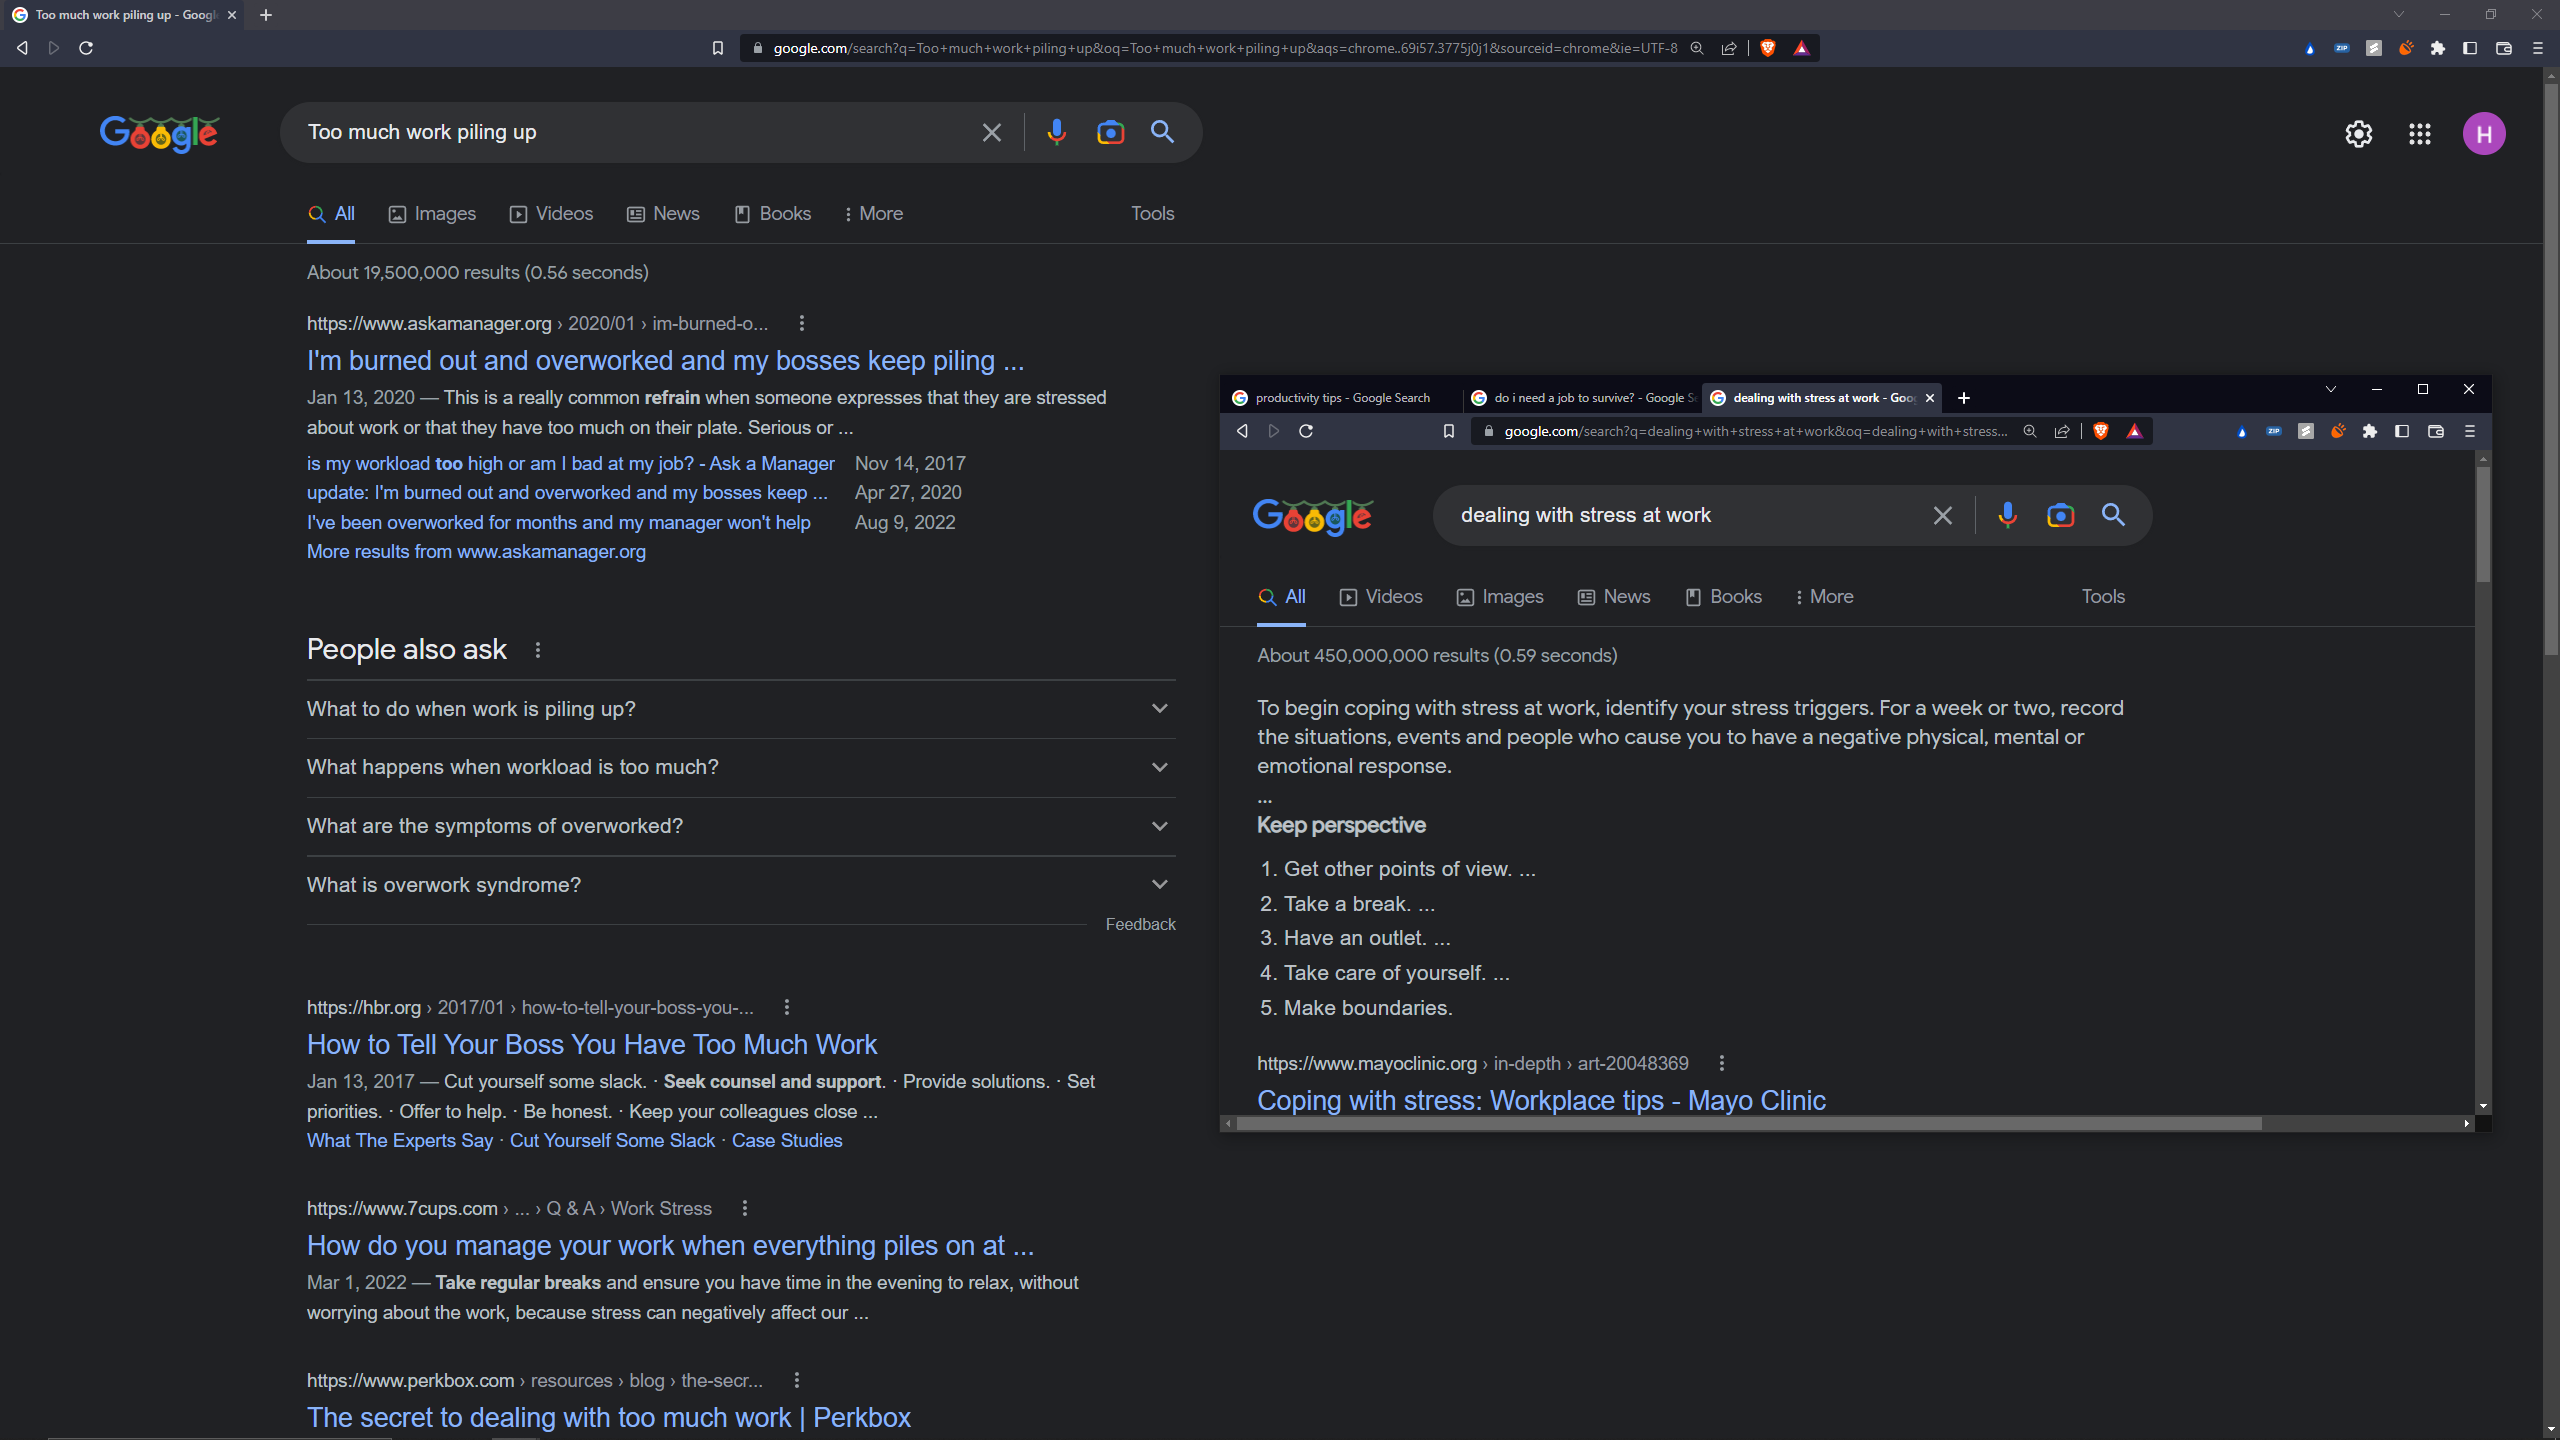 Too much work piling up - Googl
google.com/search?q=Too+much+work+piling+up&oq=Too+much+work+piling+up&aqs=chrome..69i57.3775j0j1&sourceid=chrome&ie=UTF-8
ZIP
Google
Too much work piling up
H
All
Images
Videos
News
Books
More
Tools
About 19,500,000 results (0.56 seconds)
https://www.askamanager.org › 2020/01 › im-burned-o...
I'm burned out and overworked and my bosses keep piling ...
Jan 13, 2020 — This is a really common refrain when someone expresses that they are stressed
about work or that they have too much on their plate. Serious or ...
is my workload too high or am I bad at my job? - Ask a Manager Nov 14, 2017
update: I'm burned out and overworked and my bosses keep ... Apr 27, 2020
I've been overworked for months and my manager won't help Aug 9, 2022
More results from www.askamanager.org
People also ask
What to do when work is piling up?
What happens when workload is too much?
What are the symptoms of overworked?
What is overwork syndrome?
Feedback
https://hbr.org › 2017/01 › how-to-tell-your-boss-you-...
How to Tell Your Boss You Have Too Much Work
Jan 13, 2017 — Cut yourself some slack. · Seek counsel and support. · Provide solutions. · Set
priorities. · Offer to help. · Be honest. · Keep your colleagues close ...
What The Experts Say · Cut Yourself Some Slack · Case Studies
https://www.7cups.com › ... › Q & A › Work Stress
How do you manage your work when everything piles on at ...
Mar 1, 2022 — Take regular breaks and ensure you have time in the evening to relax, without
worrying about the work, because stress can negatively affect our ...
https://www.perkbox.com › resources › blog › the-secr...
The secret to dealing with too much work | Perkbox
productivity tips - Google Search
do i need a job to survive? - Google Se
dealing with stress at work - Goog
google.com/search?q=dealing+with+stress+at+work&oq=dealing+with+stress...
ZIP
Google
dealing with stress at work
All
Videos
Images
News
Books
More
Tools
About 450,000,000 results (0.59 seconds)
To begin coping with stress at work, identify your stress triggers. For a week or two, record
the situations, events and people who cause you to have a negative physical, mental or
emotional response.
...
Keep perspective
1. Get other points of view. ...
2. Take a break. ...
3. Have an outlet. ...
4. Take care of yourself. ...
5. Make boundaries.
https://www.mayoclinic.org › in-depth › art-20048369
Coping with stress: Workplace tips - Mayo Clinic